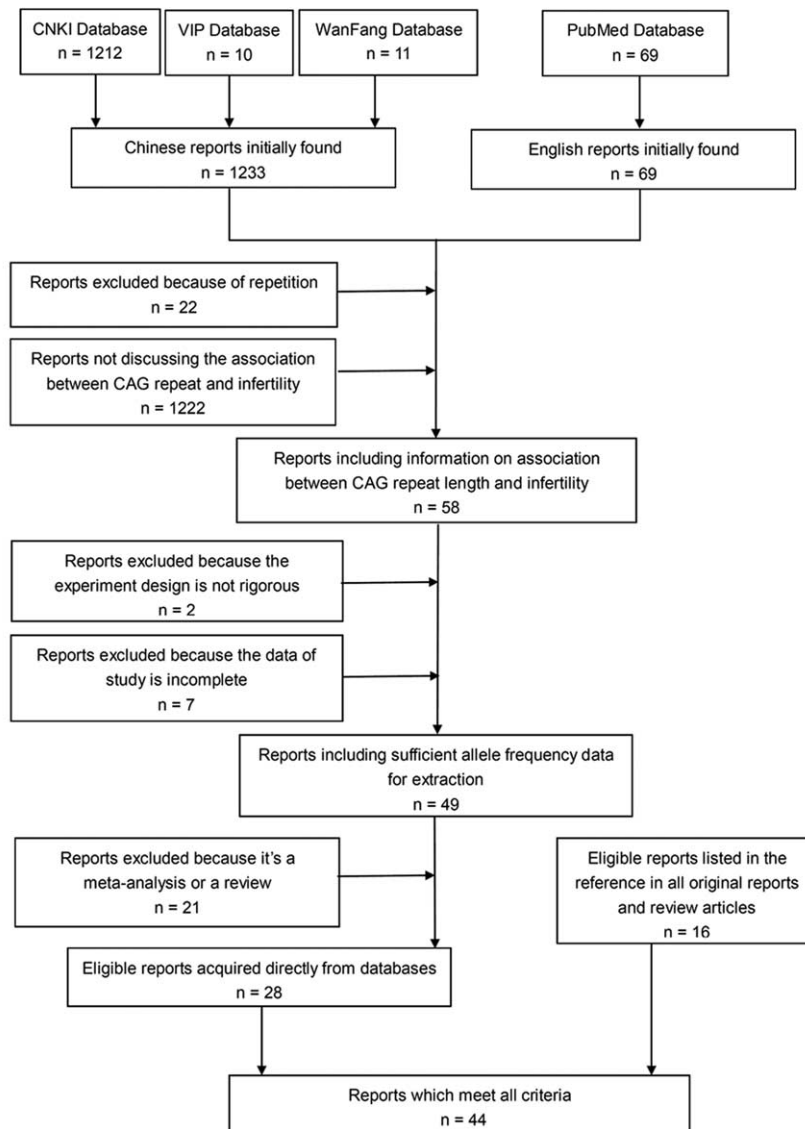 CNKI Database
n = 1212
VIP Database
n = 10
WanFang Database
n = 11
PubMed Database
n = 69
Chinese reports initially found
n = 1233
English reports initially found
n = 69
Reports excluded because of repetition
n = 22
Reports not discussing the association
between CAG repeat and infertility
n = 1222
Reports including information on association
between CAG repeat length and infertility
n = 58
Reports excluded because the
experiment design is not rigorous
n = 2
Reports excluded because the data of
study is incomplete
n = 7
Reports including sufficient allele frequency data
for extraction
n = 49
Reports excluded because it's a
meta-analysis or a review
n = 21
Eligible reports listed in the
reference in all original reports
and review articles
n = 16
Eligible reports acquired directly from databases
n = 28
Reports which meet all criteria
n = 44